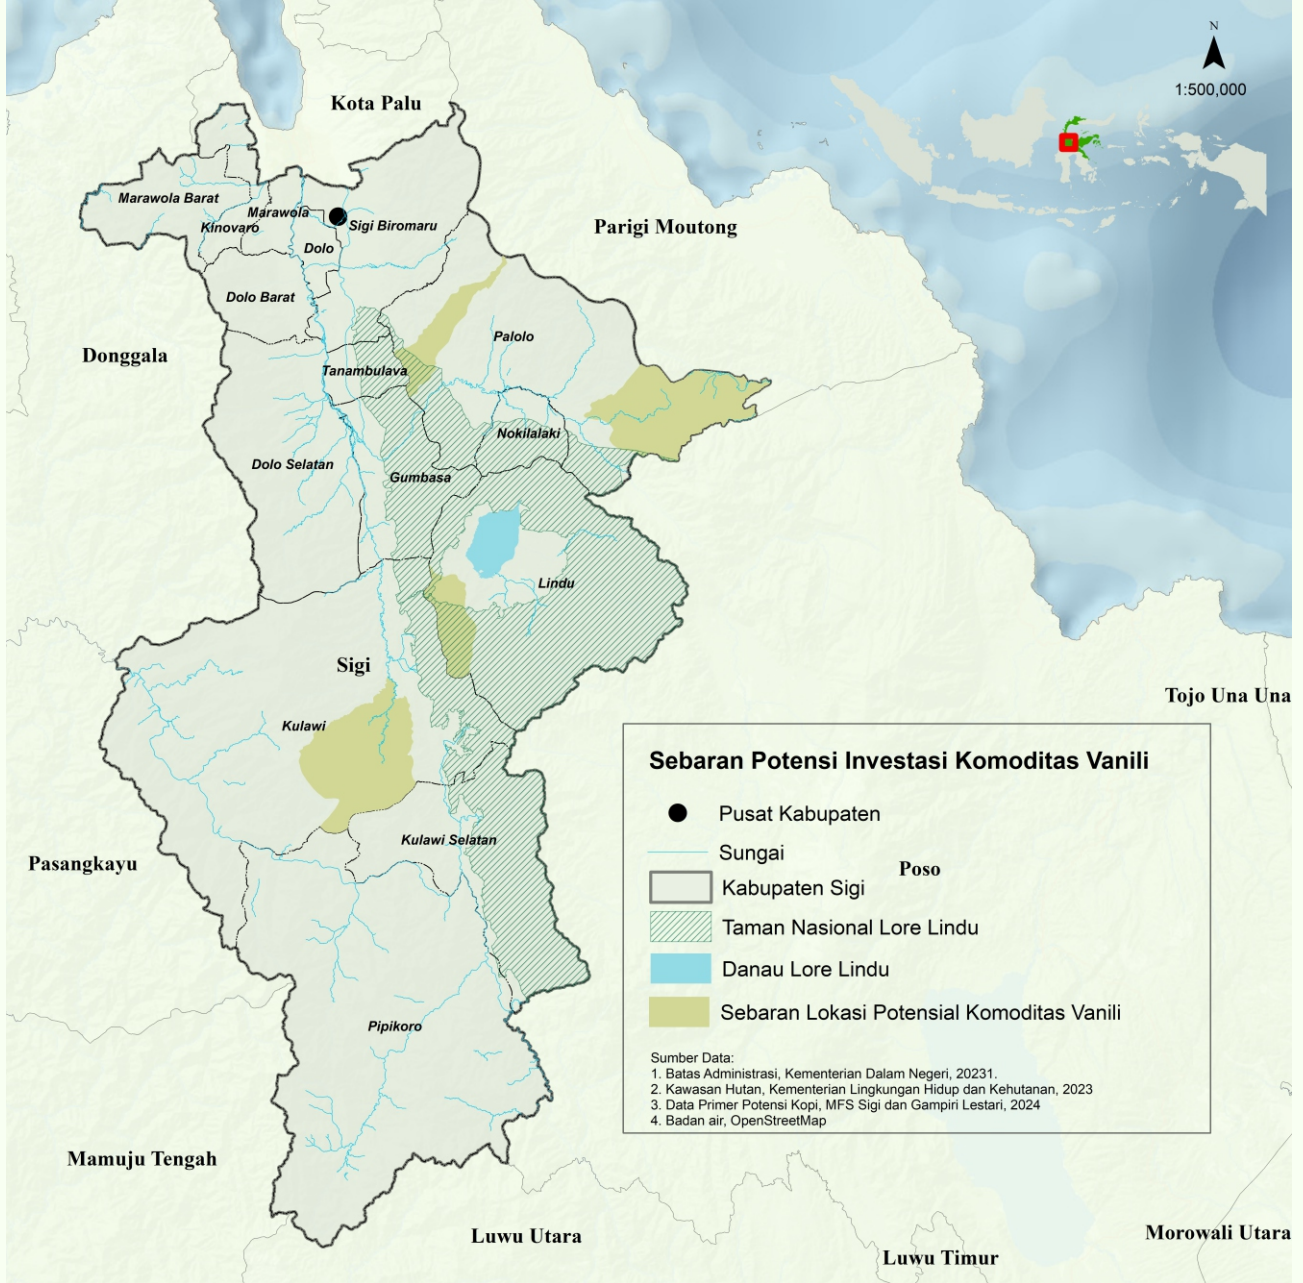 N
1:500,000
Kota Palu
Marawola Barat
Marawola
Kinovaro
Sigi Biromaru
Parigi Moutong
Dolo
Dolo Barat
Palolo
Donggala
Tanambulava
Nokilalaki
Dolo Selatan
Gumbasa
Lindu
Sigi
Tojo Una Una
Kulawi
Kulawi Selatan
Pasangkayu
Poso
Pipikoro
Mamuju Tengah
Luwu Utara
Luwu Timur
Morowali Utara
Sebaran Potensi Investasi Komoditas Vanili
Pusat Kabupaten
Sungai
Kabupaten Sigi
Taman Nasional Lore Lindu
Danau Lore Lindu
Sebaran Lokasi Potensial Komoditas Vanili
Sumber Data:
1. Batas Administrasi, Kementerian Dalam Negeri, 20231.
2. Kawasan Hutan, Kementerian Lingkungan Hidup dan Kehutanan, 2023
3. Data Primer Potensi Kopi, MFS Sigi dan Gampiri Lestari, 2024
4. Badan air, OpenStreetMap